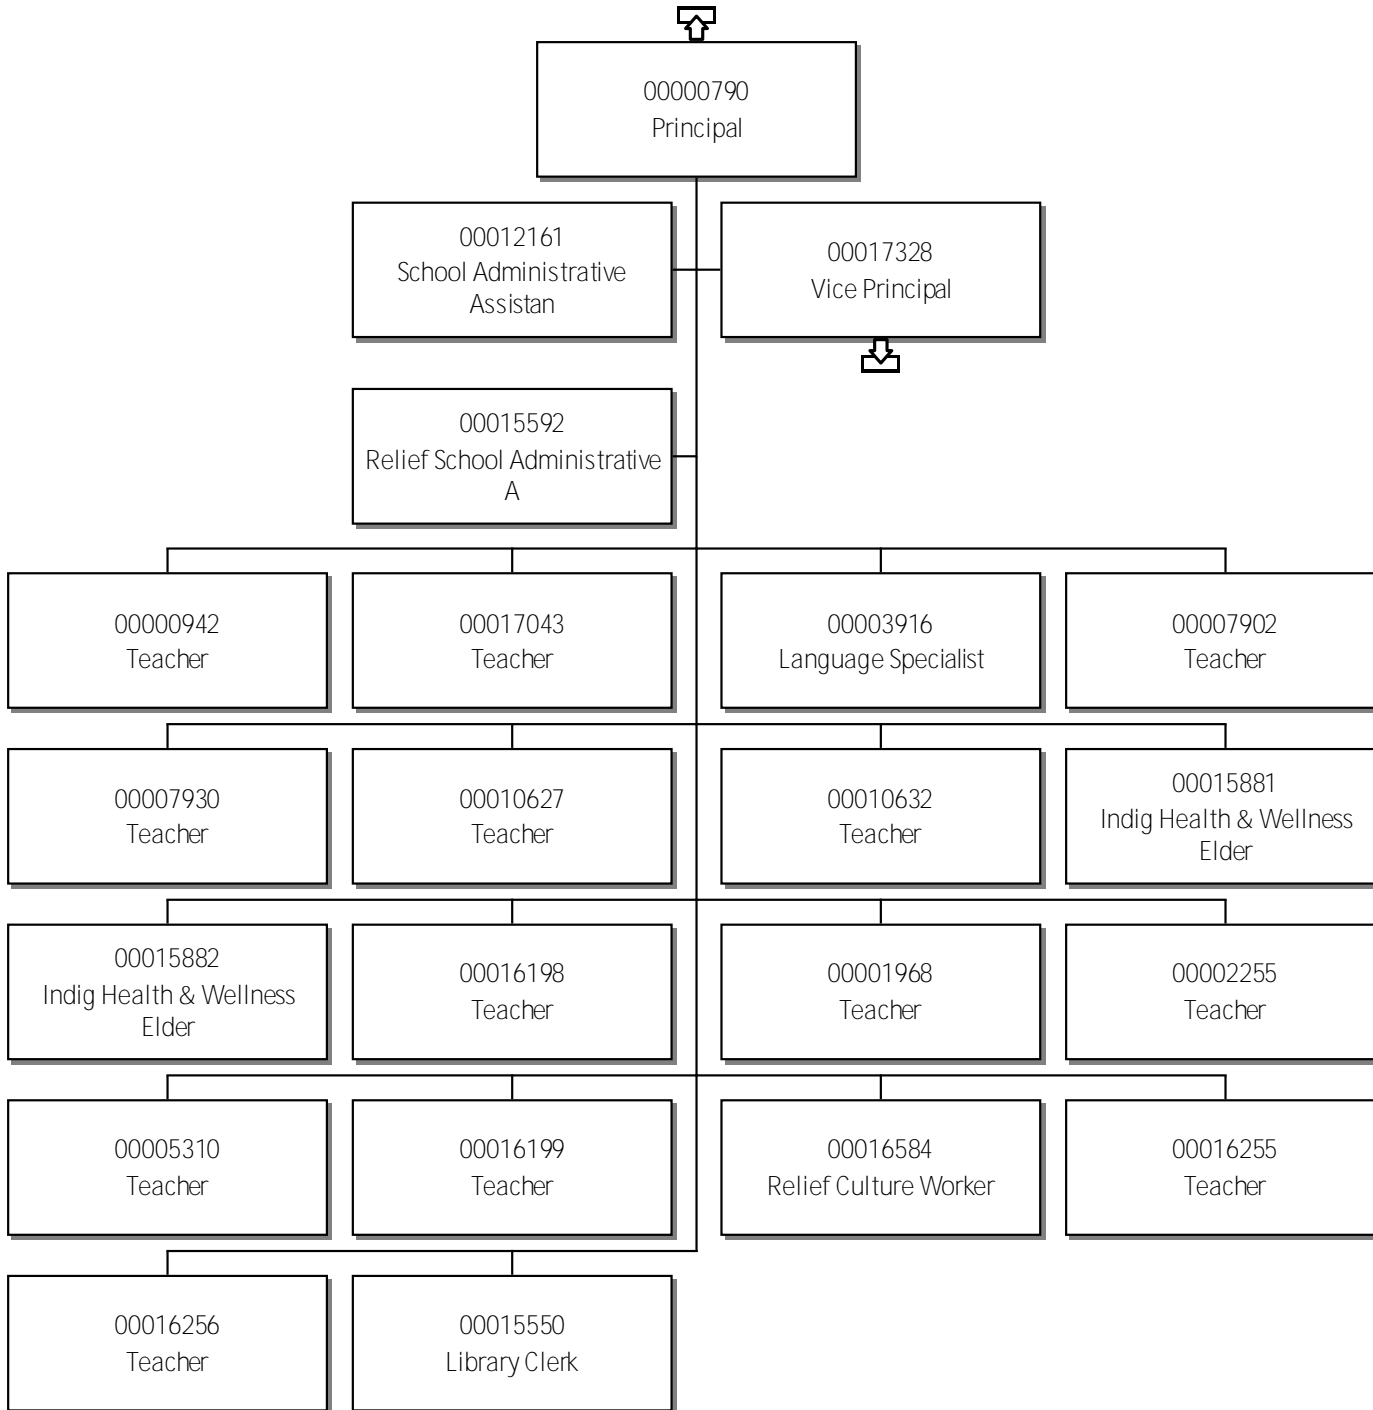 00000790
Principal
00012161
School Administrative
Assistan
00017328
Vice Principal
00015592
Relief School Administrative
A
00000942
Teacher
00017043
Teacher
00003916
Language Specialist
00007902
Teacher
00007930
Teacher
00010627
Teacher
00010632
Teacher
00015881
Indig Health & Wellness
Elder
00015882
Indig Health & Wellness
Elder
00016198
Teacher
00001968
Teacher
00002255
Teacher
00005310
Teacher
00016199
Teacher
00016584
Relief Culture Worker
00016255
Teacher
00016256
Teacher
00015550
Library Clerk